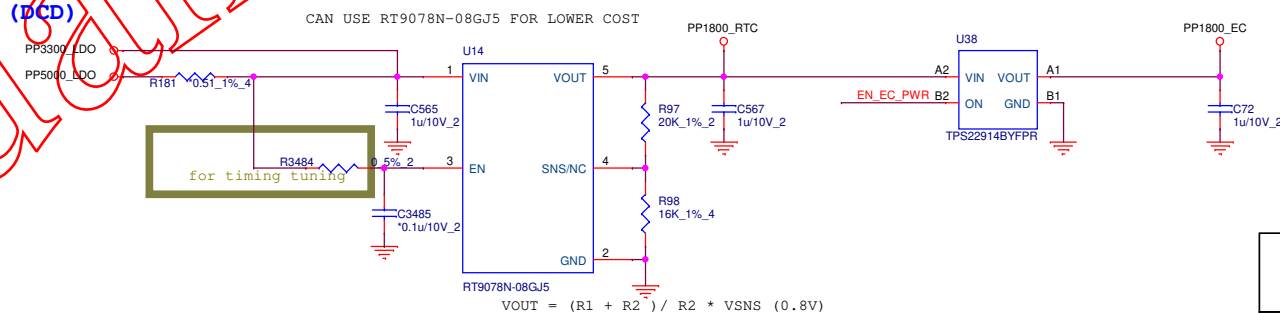 (DCD)
CAN USE RT9078N-08GJ5 FOR LOWER COST
PP3300_LDO
PP5000_LDO
R181
*0.51_1%_4
U14
1
VIN
VOUT
5
C565
1u/10V_2
R3484
0_5%_2
for timing tuning
3
EN
SNS/NC
4
C3485
*0.1u/10V_2
GND
2
RT9078N-08GJ5
R97
20K_1%_2
R98
16K_1%_4
PP1800_RTC
C567
1u/10V_2
VOUT = (R1 + R2 )/ R2 * VSNS (0.8V)
U38
A2
VIN
VOUT
A1
EN_EC_PWR
B2
ON
GND
B1
TPS22914BYFPR
PP1800_EC
C72
1u/10V_2